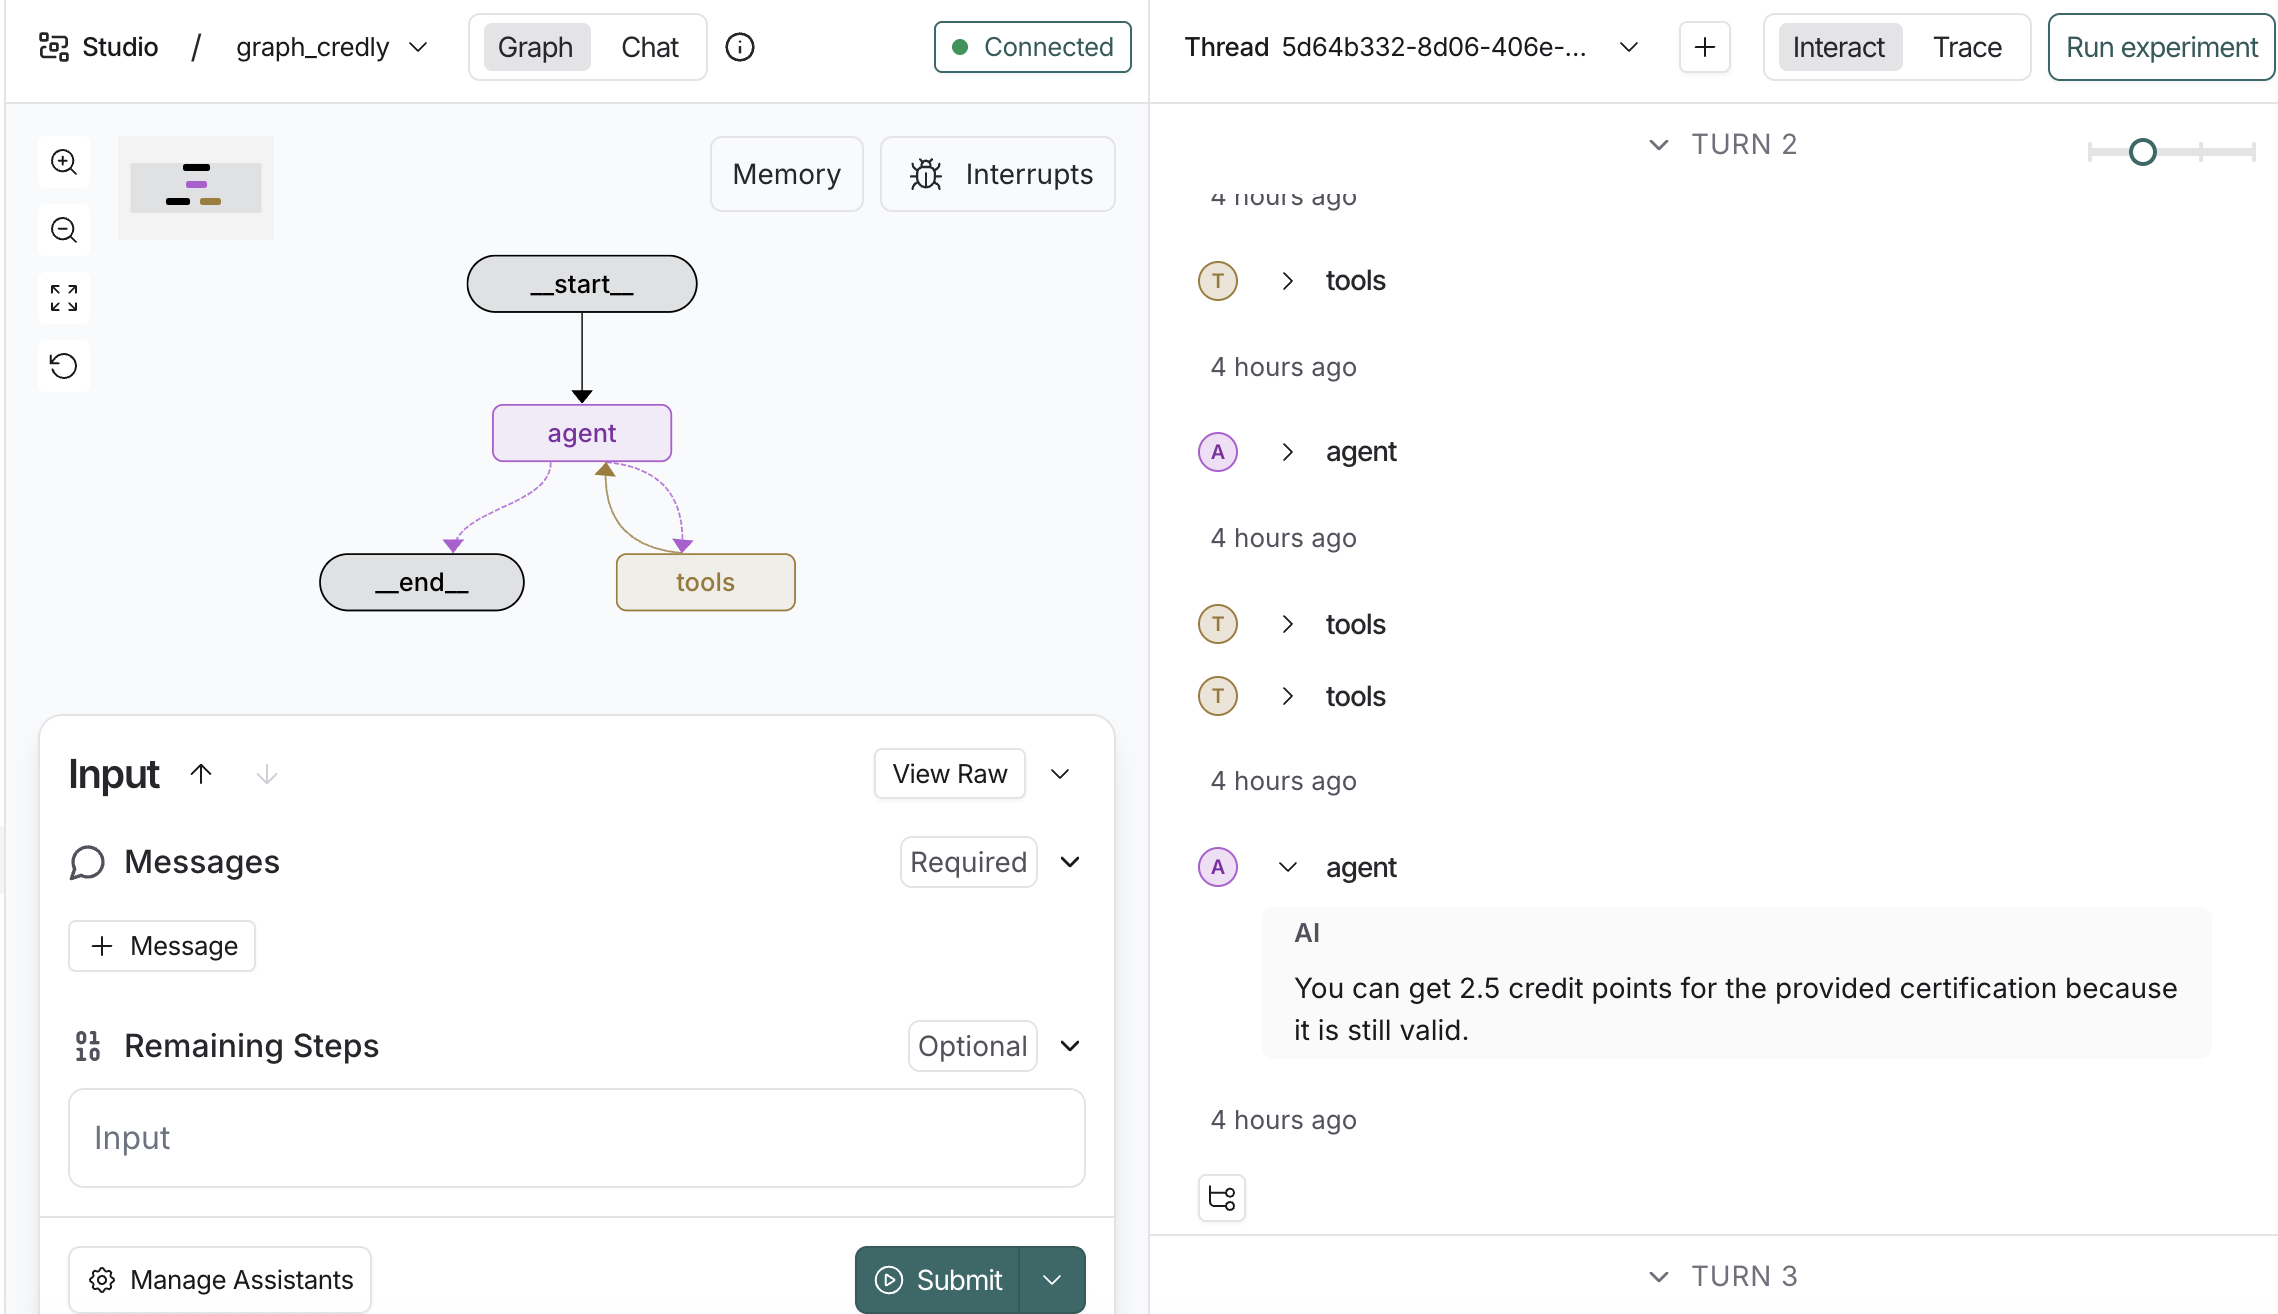 Studio / graph_credly
Graph Chat
Connected
Memory
Interrupts
__start__
agent
__end__
tools
Input
View Raw
Messages
Required
+ Message
Remaining Steps
Optional
Input
Manage Assistants
Submit
Thread 5d64b332-8d06-406e-...
+
Interact Trace
Run experiment
TURN 2
4 hours ago
T tools
4 hours ago
A agent
4 hours ago
T tools
T tools
4 hours ago
A agent
AI
You can get 2.5 credit points for the provided certification because
it is still valid.
4 hours ago
TURN 3